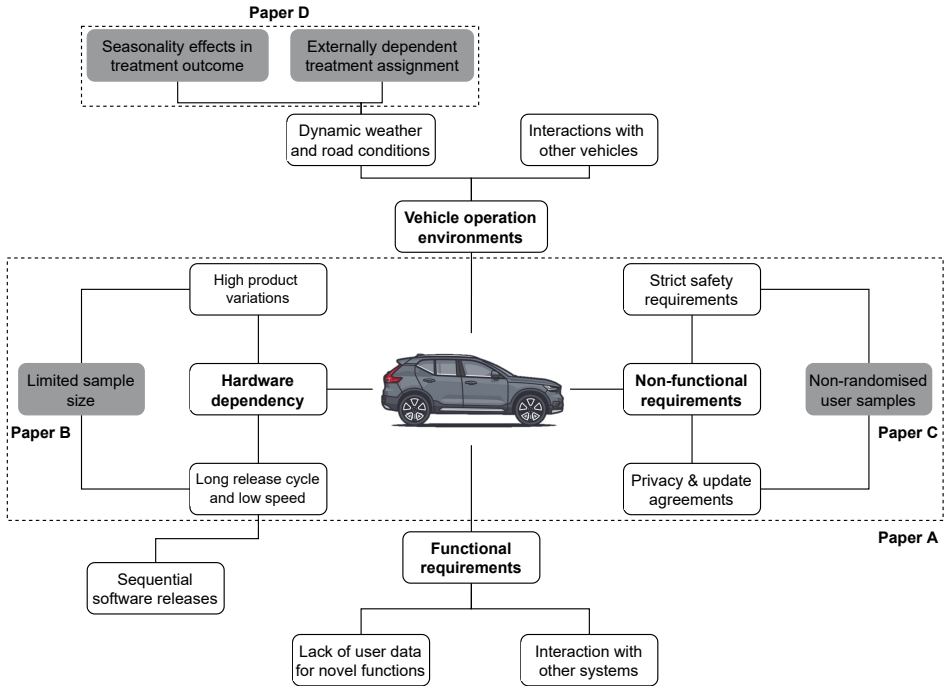 Paper D
Seasonality effects in
treatment outcome
Externally dependent
treatment assignment
Dynamic weather
and road conditions
Interactions with
other vehicles
Vehicle operation
environments
High product
variations
Strict safety
requirements
Limited sample
size
Hardware
dependency
Non-functional
requirements
Non-randomised
user samples
Paper B
Paper C
Long release cycle
and low speed
Privacy & update
agreements
Paper A
Functional
requirements
Sequential
software releases
Lack of user data
for novel functions
Interaction with
other systems